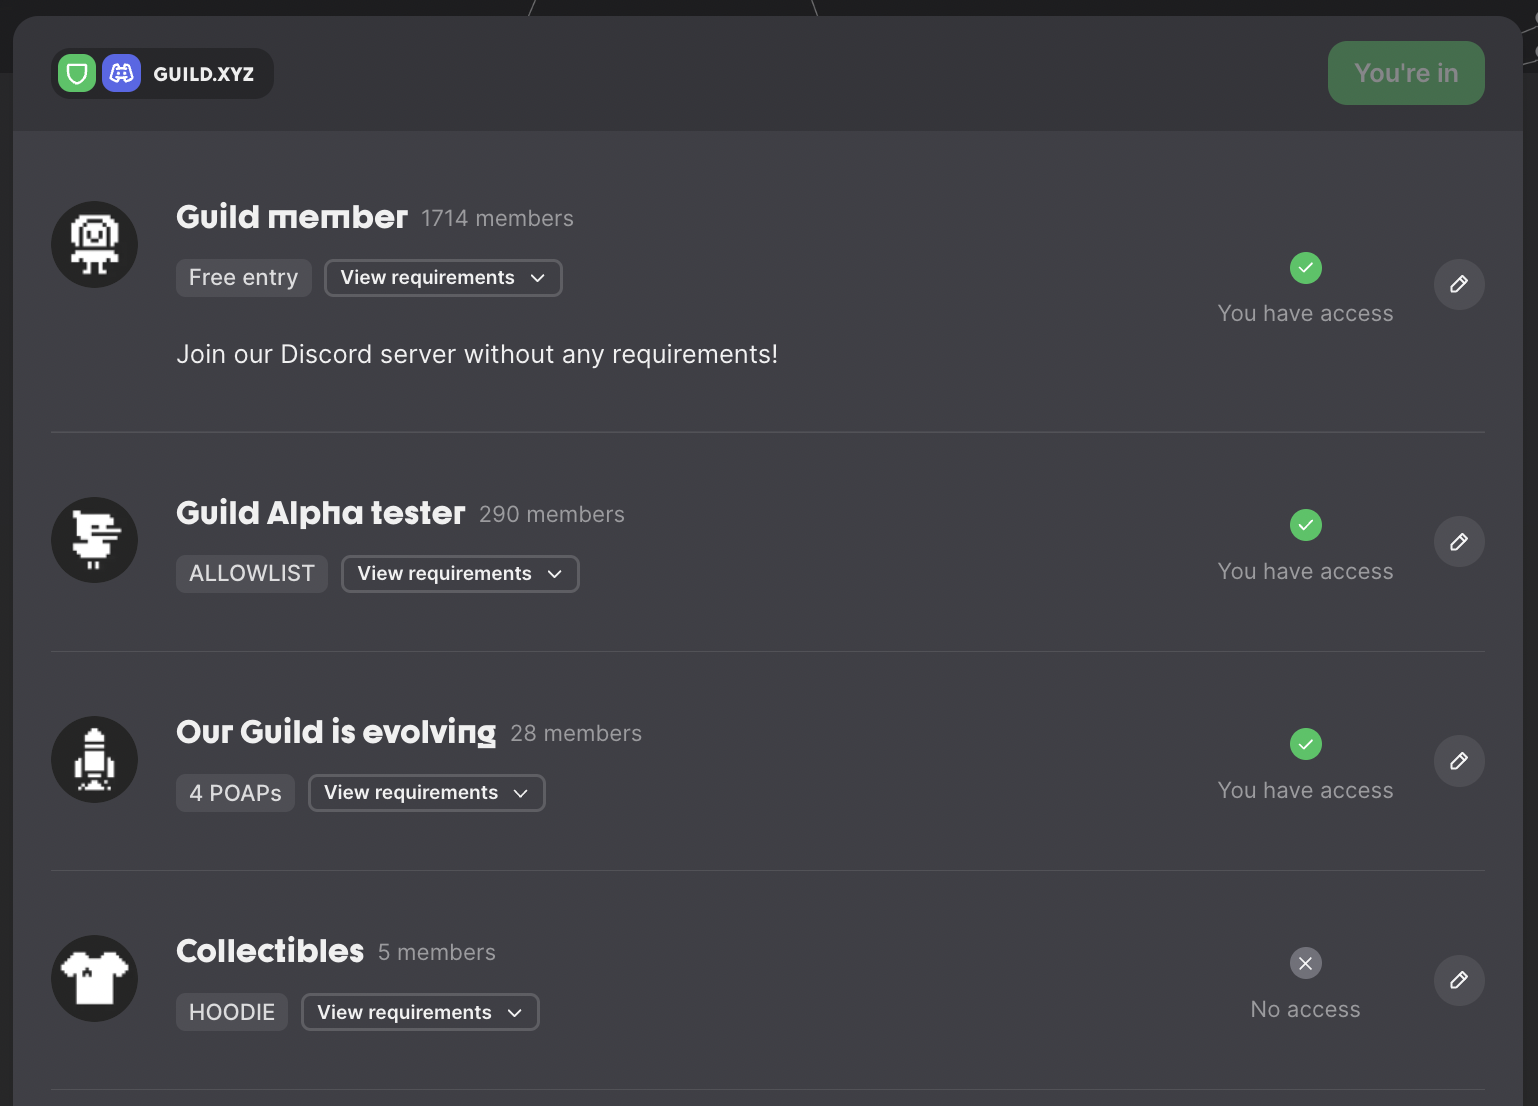 GUILD.XYZ
You're in
Guild member 1714 members
Free entry View requirements
You have access
Join our Discord server without any requirements!
Guild Alpha tester 290 members
ALLOWLIST View requirements
You have access
Our Guild is evolving 28 members
4 POAPs View requirements
You have access
Collectibles 5 members
HOODIE View requirements
No access